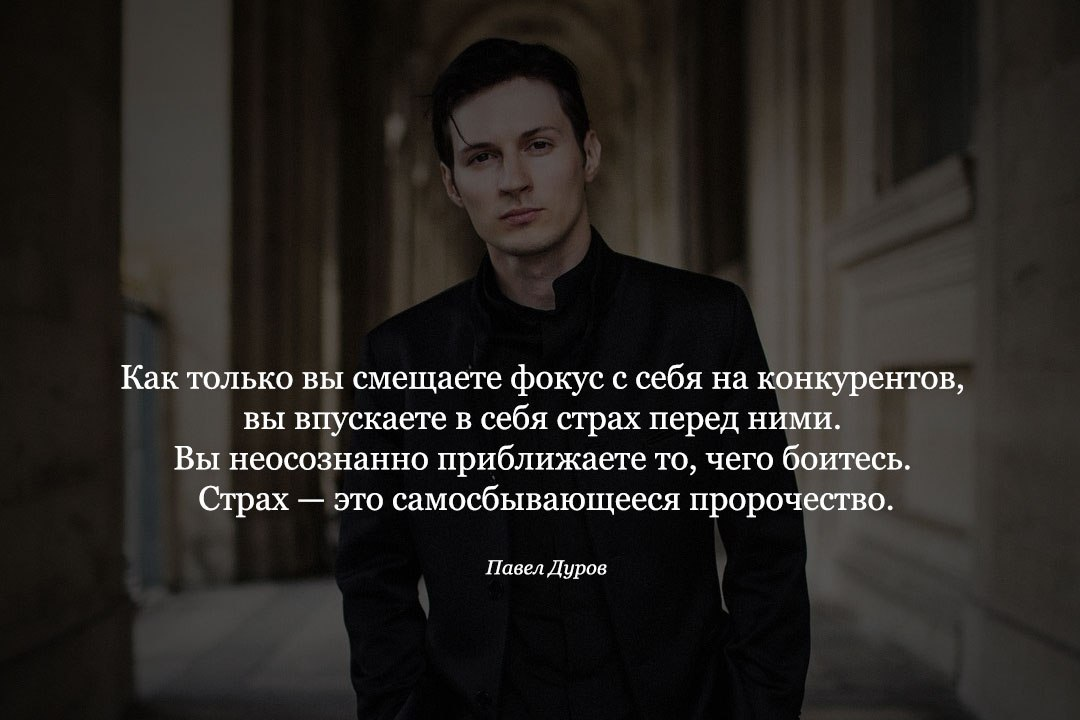 Как только вы смещаете фокус с себя на конкурентов,
вы впускаете в себя страх перед ними.
Вы неосознанно приближаете то, чего боитесь.
Страх — это самосбывающееся пророчество.
Павел Дуров